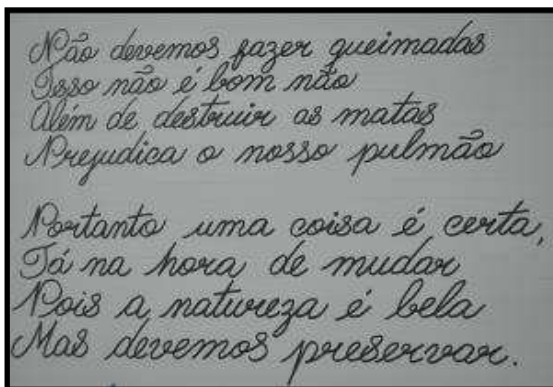 Não devemos fazer queimadas
Isso não é bom não
Além de destruir as matas
Prejudica o nosso pulmão
Portanto uma coisa é certa,
Tá na hora de mudar
Pois a natureza é bela
Mas devemos preservar.